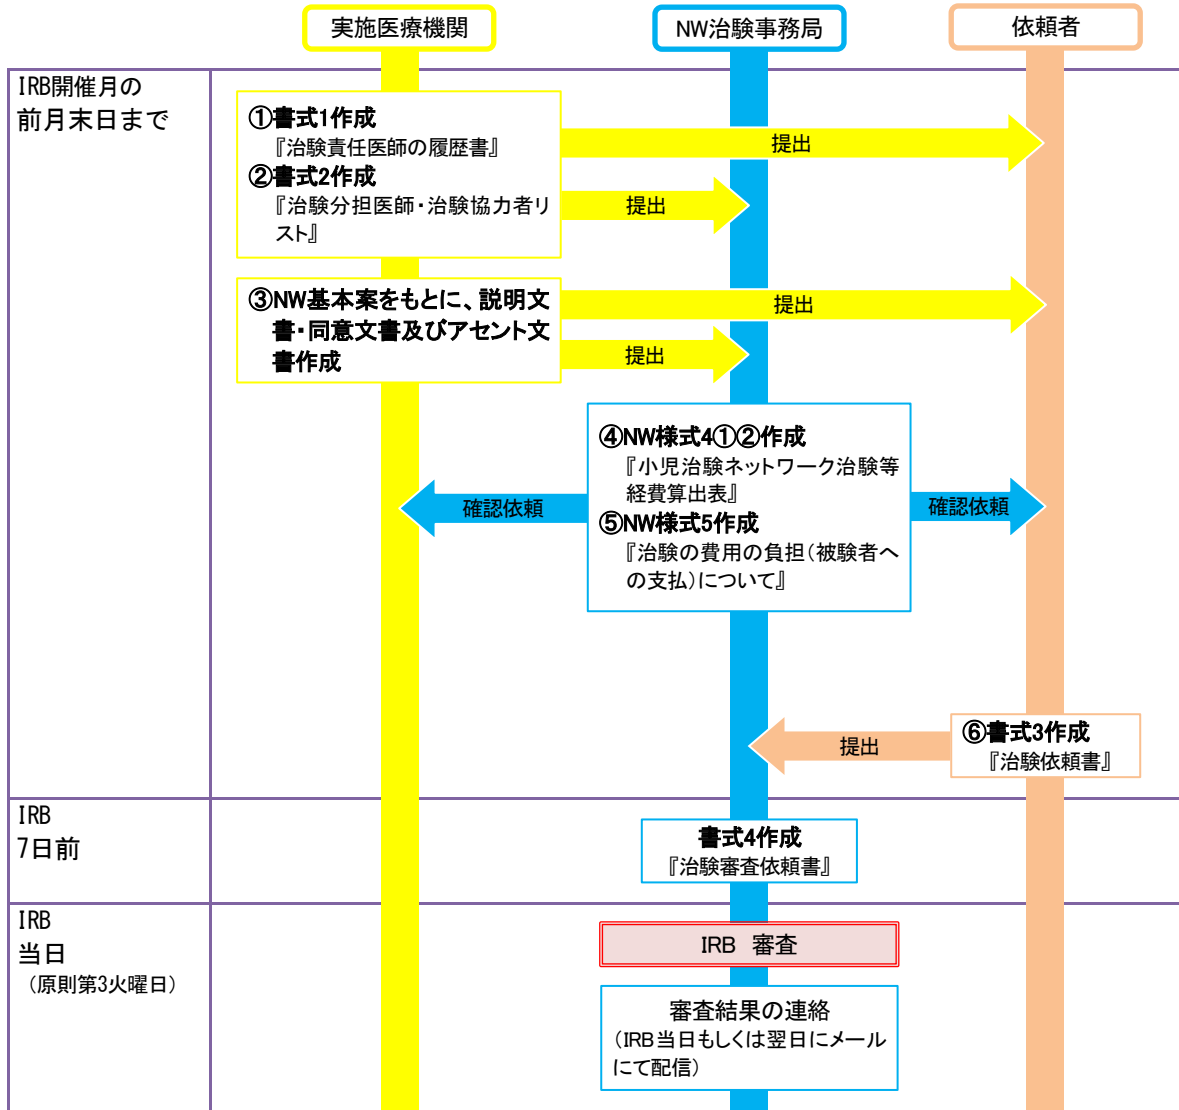 実施医療機関
NW治験事務局
依頼者
IRB開催月の
前月末日まで
①書式1作成
『治験責任医師の履歴書』
②書式2作成
『治験分担医師・治験協力者リ
スト』
提出
提出
③NW基本案をもとに、説明文
書・同意文書及びアセント文
書作成
提出
提出
④NW様式4①②作成
『小児治験ネットワーク治験等
経費算出表』
⑤NW様式5作成
『治験の費用の負担（被験者へ
の支払）について』
確認依頼
確認依頼
⑥書式3作成
『治験依頼書』
提出
IRB
7日前
書式4作成
『治験審査依頼書』
IRB
当日
（原則第3火曜日）
IRB 審査
審査結果の連絡
（IRB当日もしくは翌日にメール
にて配信）